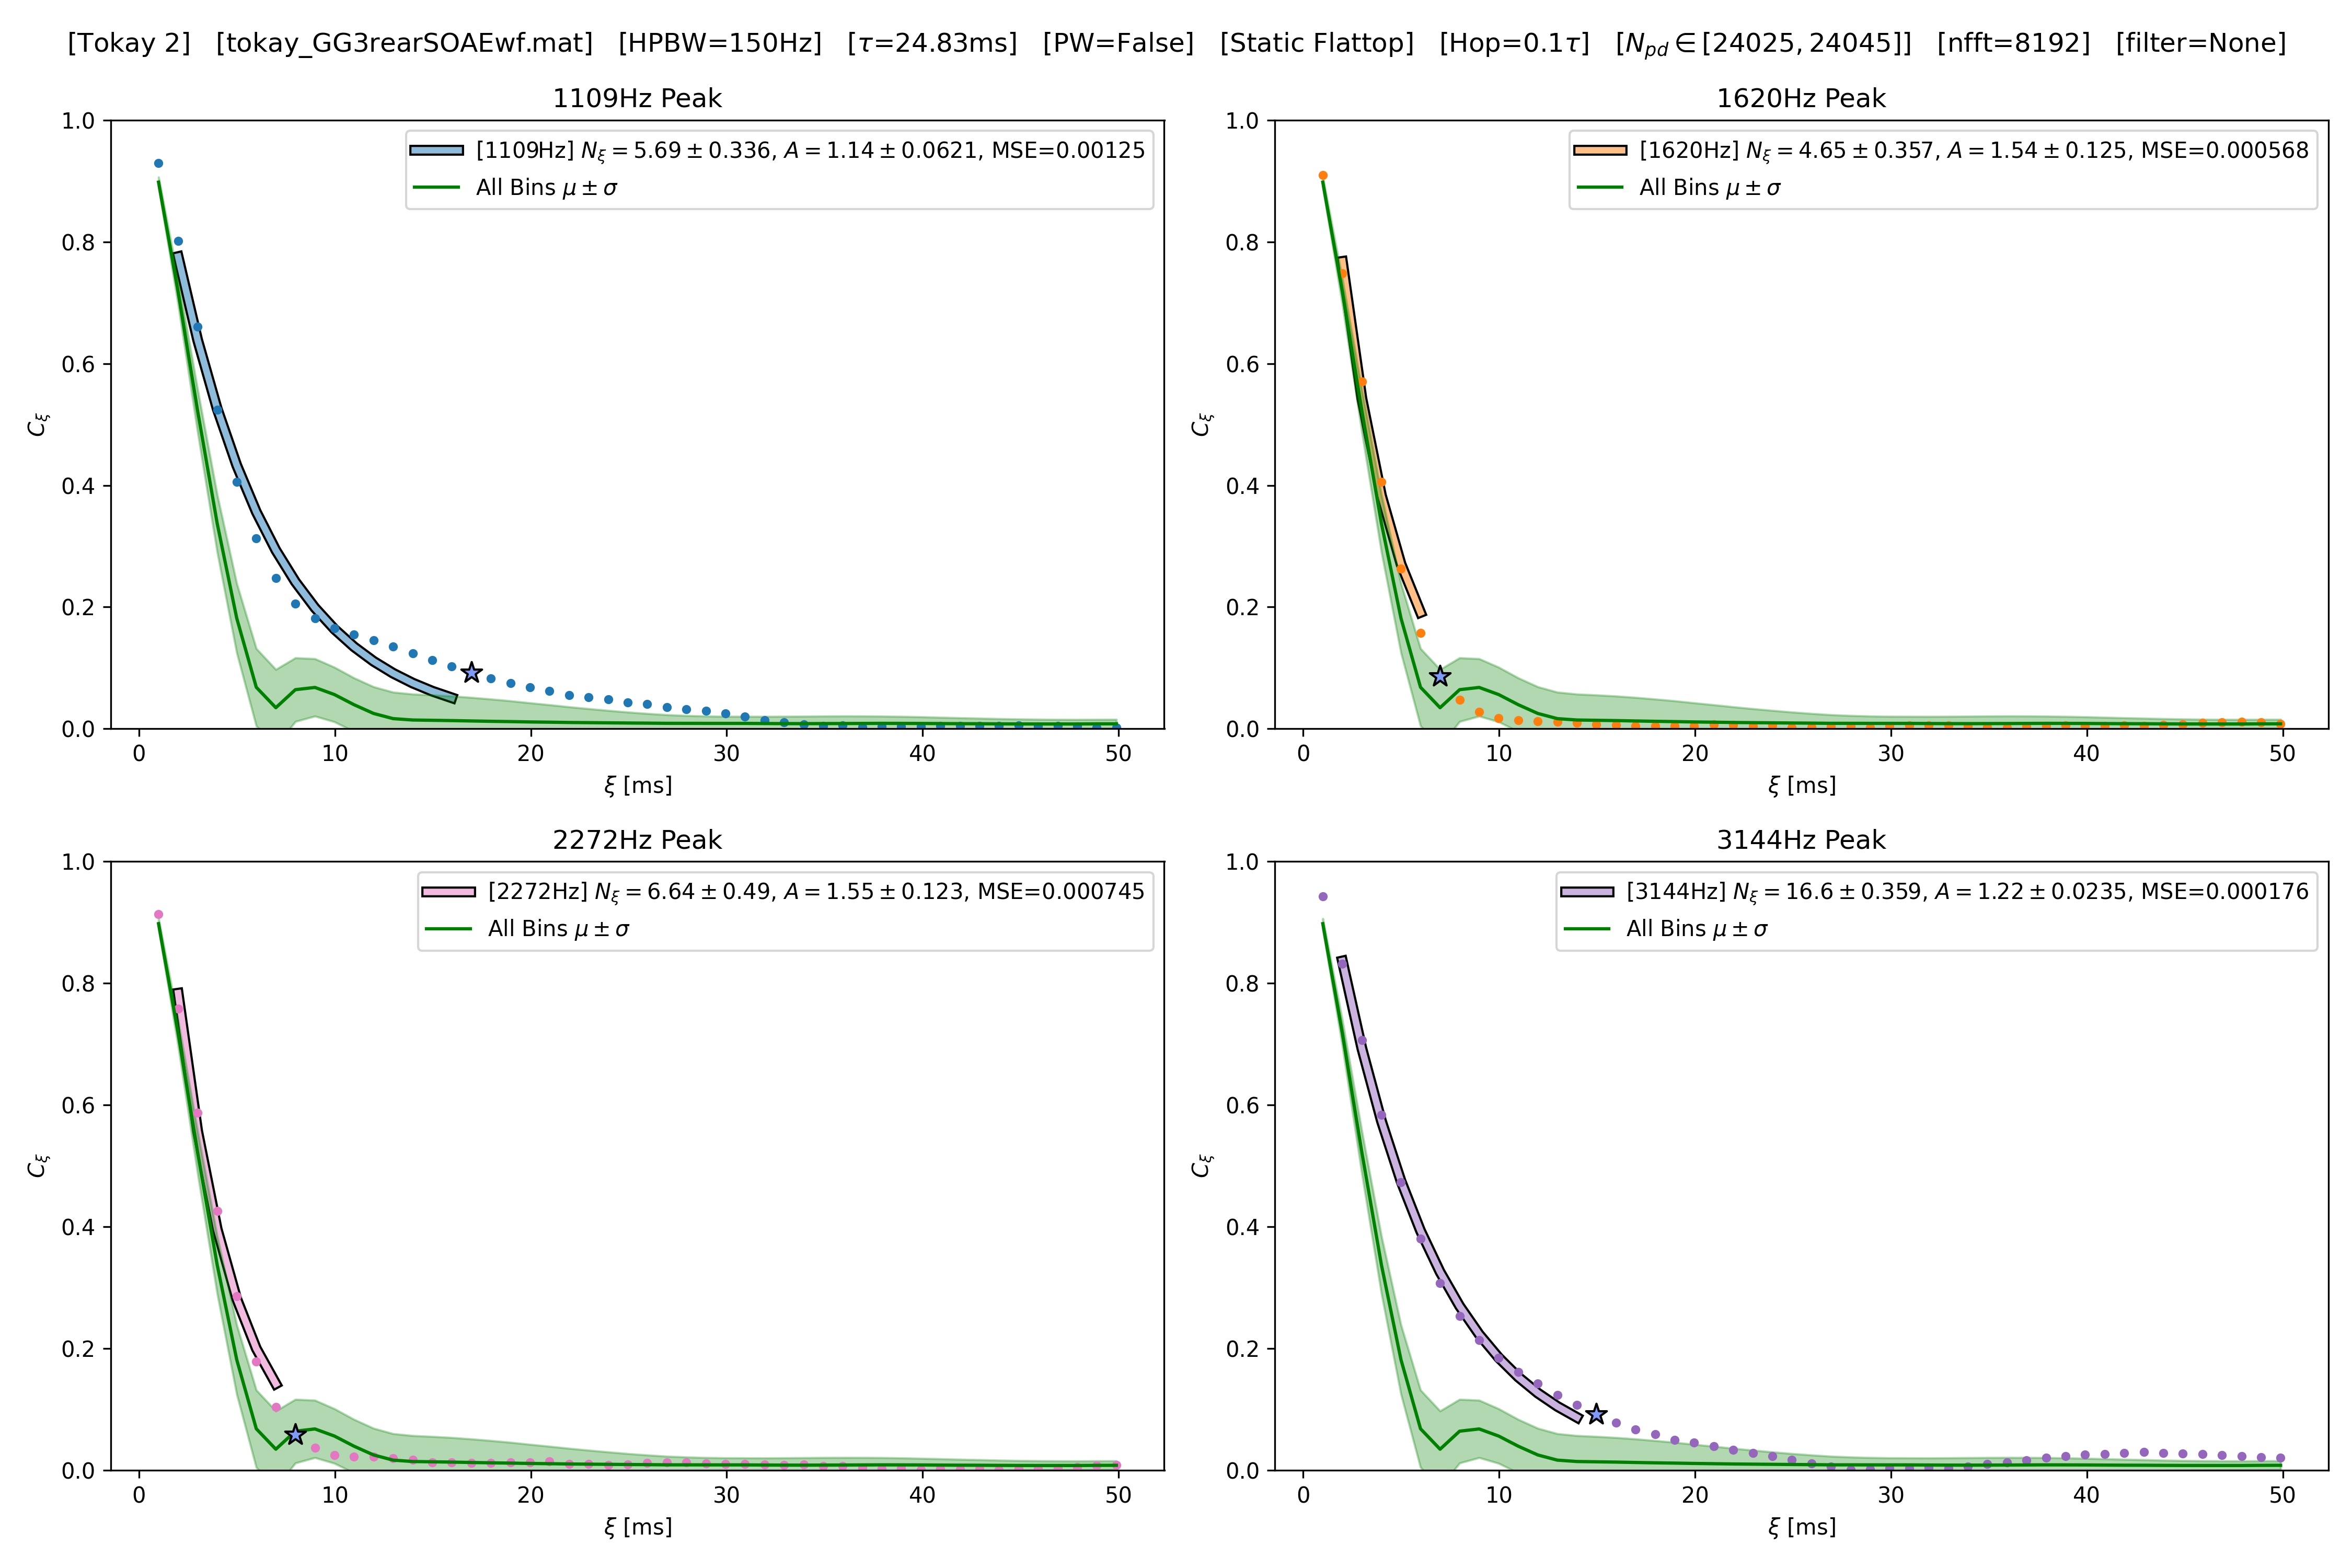 [Tokay 2] [tokay_GG3rearSOAEwf.mat] [HPBW=150Hz] [τ=24.83ms] [PW=False] [Static Flattop] [Hop=0.1τ] [N_pd ∈ [24025, 24045]] [nfft=8192] [filter=None]
1109Hz Peak
[1109Hz] N_ξ = 5.69 ± 0.336, A = 1.14 ± 0.0621, MSE=0.00125
All Bins μ ± σ
1.0
0.8
0.6
0.4
0.2
0.0
C_ξ
0 10 20 30 40 50
ξ [ms]
1620Hz Peak
[1620Hz] N_ξ = 4.65 ± 0.357, A = 1.54 ± 0.125, MSE=0.000568
All Bins μ ± σ
1.0
0.8
0.6
0.4
0.2
0.0
C_ξ
0 10 20 30 40 50
ξ [ms]
2272Hz Peak
[2272Hz] N_ξ = 6.64 ± 0.49, A = 1.55 ± 0.123, MSE=0.000745
All Bins μ ± σ
1.0
0.8
0.6
0.4
0.2
0.0
C_ξ
0 10 20 30 40 50
ξ [ms]
3144Hz Peak
[3144Hz] N_ξ = 16.6 ± 0.359, A = 1.22 ± 0.0235, MSE=0.000176
All Bins μ ± σ
1.0
0.8
0.6
0.4
0.2
0.0
C_ξ
0 10 20 30 40 50
ξ [ms]